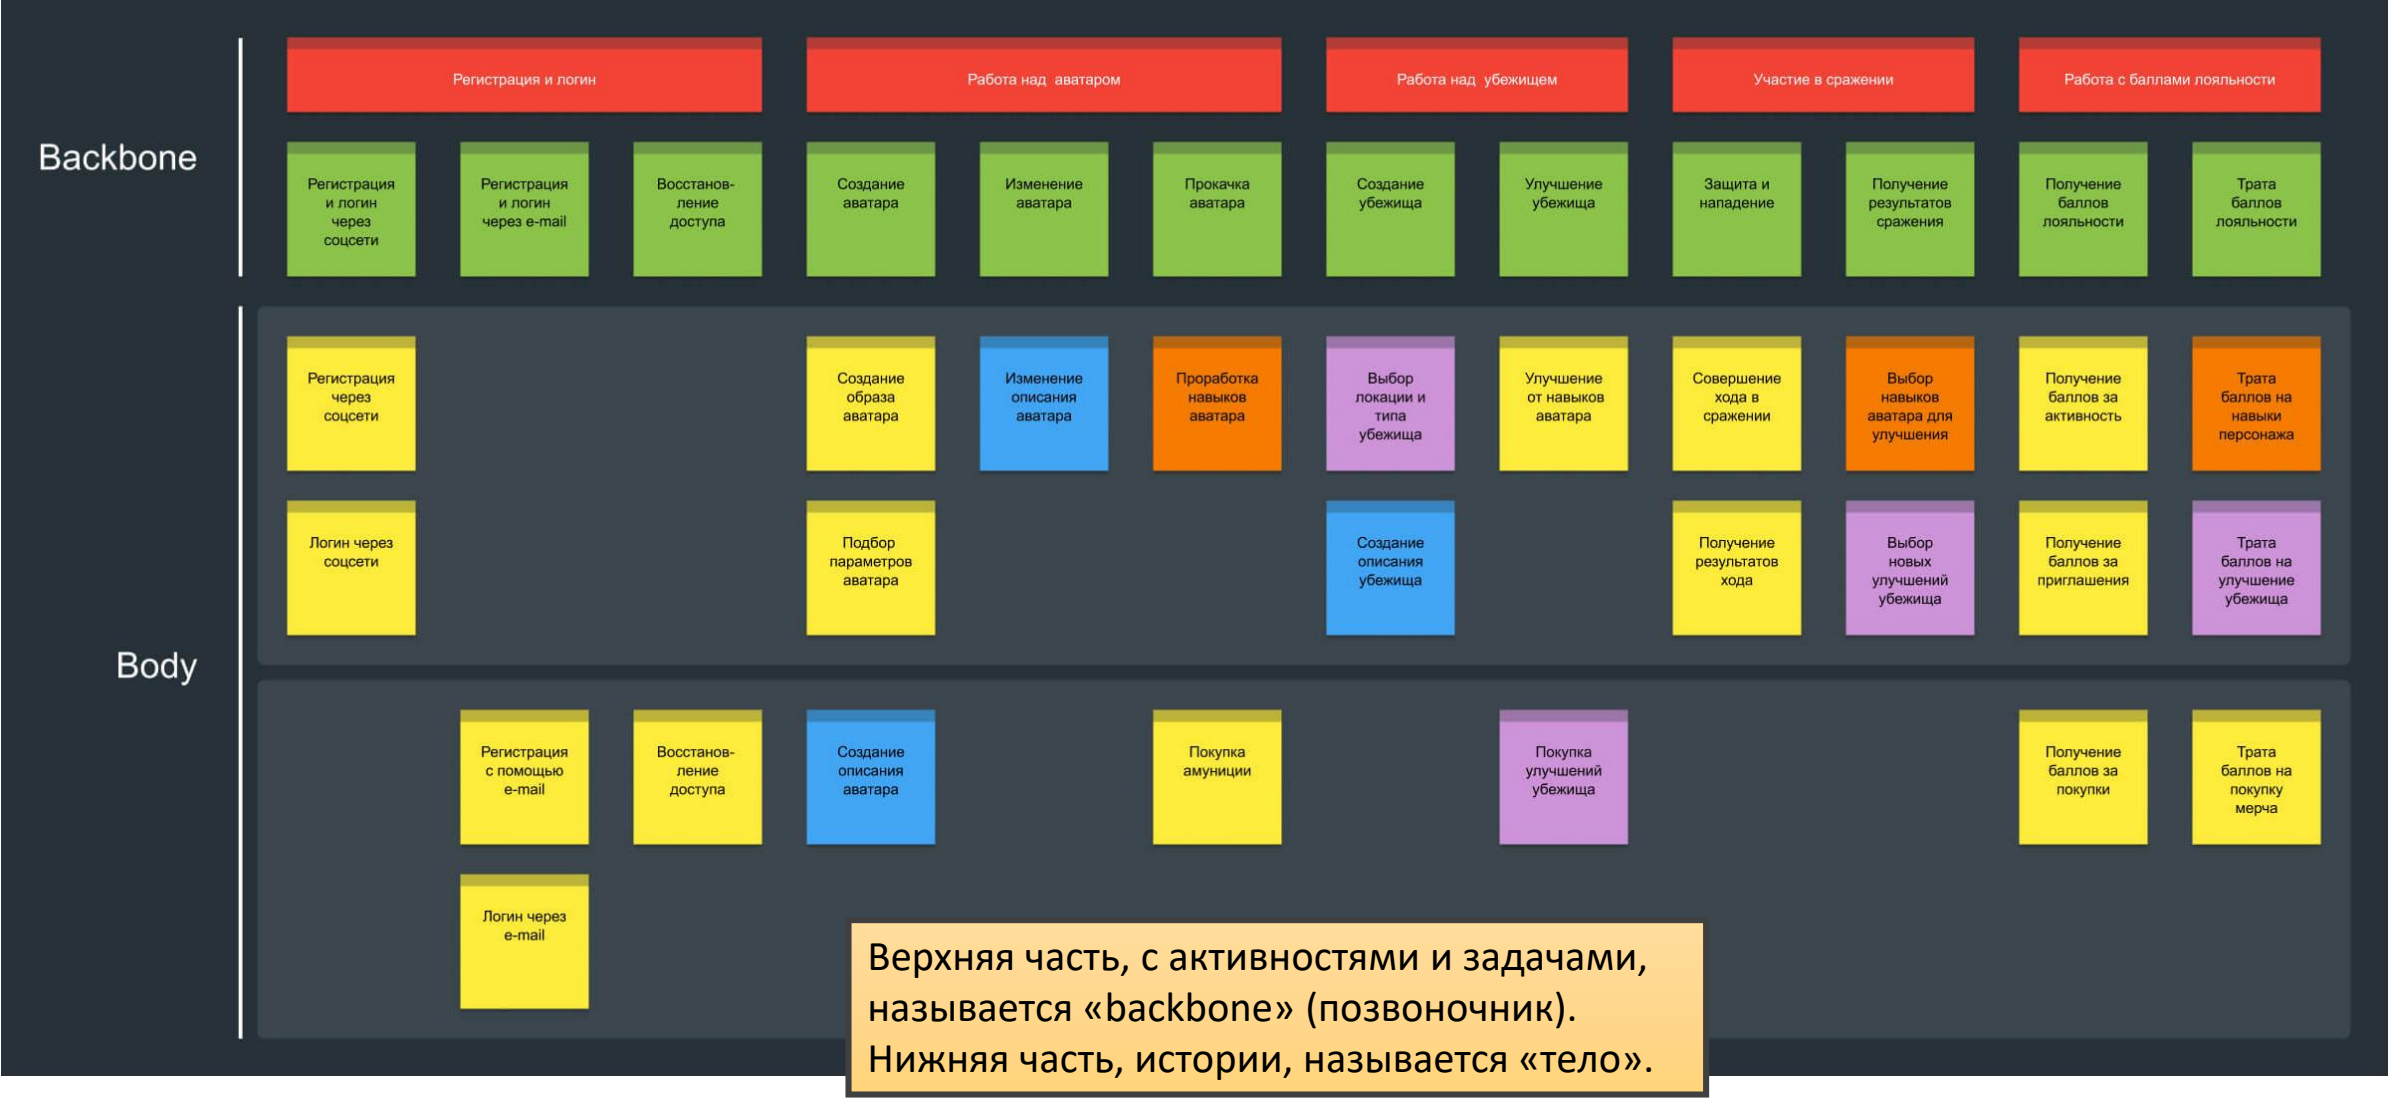 Регистрация и логин
Работа над аватаром
Работа над убежищем
Участие в сражении
Работа с баллами лояльности
Backbone
Регистрация
и логин
через
соцсети
Регистрация
и логин
через e-mail
Восстанов-
ление
доступа
Создание
аватара
Изменение
аватара
Прокачка
аватара
Создание
убежища
Улучшение
убежища
Защита и
нападение
Получение
результатов
сражения
Получение
баллов
лояльности
Трата
баллов
лояльности
Body
Регистрация
через
соцсети
Создание
образа
аватара
Изменение
описания
аватара
Проработка
навыков
аватара
Выбор
локации и
типа
убежища
Улучшение
от навыков
аватара
Совершение
хода в
сражении
Выбор
навыков
аватара для
улучшения
Получение
баллов за
активность
Трата
баллов на
навыки
персонажа
Логин через
соцсети
Подбор
параметров
аватара
Создание
описания
убежища
Получение
результатов
хода
Выбор
новых
улучшений
убежища
Получение
баллов за
приглашения
Трата
баллов на
улучшение
убежища
Регистрация
с помощью
e-mail
Восстанов-
ление
доступа
Создание
описания
аватара
Покупка
амуниции
Покупка
улучшений
убежища
Получение
баллов за
покупки
Трата
баллов на
покупку
мерча
Логин через
e-mail
Верхняя часть, с активностями и задачами,
называется «backbone» (позвоночник).
Нижняя часть, истории, называется «тело».